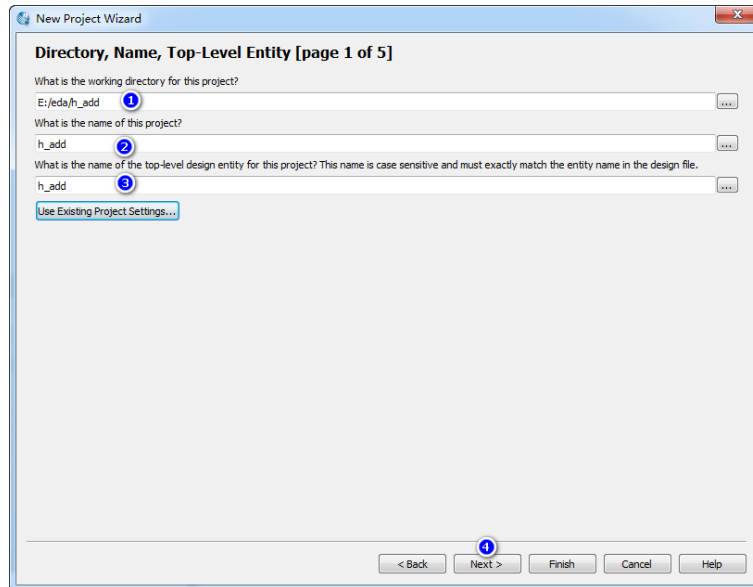 New Project Wizard
X
Directory, Name, Top-Level Entity [page 1 of 5]
What is the working directory for this project?
E:/eda/h_add 1 ...
What is the name of this project?
h_add 2 ...
What is the name of the top-level design entity for this project? This name is case sensitive and must exactly match the entity name in the design file.
h_add 3 ...
Use Existing Project Settings...
4
< Back Next > Finish Cancel Help